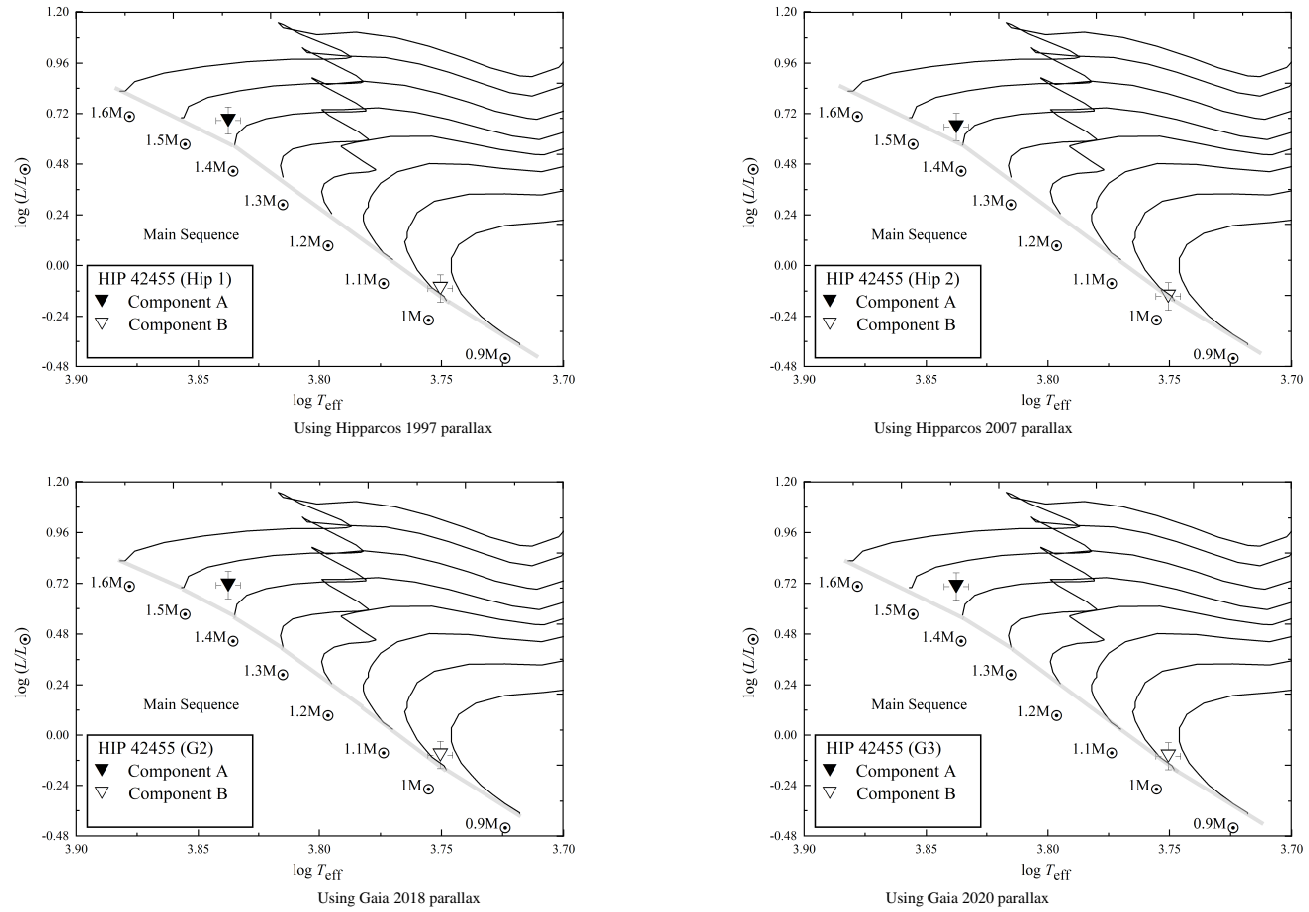 1.20
0.96
0.72
0.48
0.24
0.00
-0.24
-0.48
log (L/L☉)
1.6M☉
1.5M☉
1.4M☉
1.3M☉
1.2M☉
1.1M☉
1M☉
0.9M☉
Main Sequence
HIP 42455 (Hip 1)
Component A
Component B
3.90 3.85 3.80 3.75 3.70
log Teff
Using Hipparcos 1997 parallax
1.20
0.96
0.72
0.48
0.24
0.00
-0.24
-0.48
log (L/L☉)
1.6M☉
1.5M☉
1.4M☉
1.3M☉
1.2M☉
1.1M☉
1M☉
0.9M☉
Main Sequence
HIP 42455 (Hip 2)
Component A
Component B
3.90 3.85 3.80 3.75 3.70
log Teff
Using Hipparcos 2007 parallax
1.20
0.96
0.72
0.48
0.24
0.00
-0.24
-0.48
log (L/L☉)
1.6M☉
1.5M☉
1.4M☉
1.3M☉
1.2M☉
1.1M☉
1M☉
0.9M☉
Main Sequence
HIP 42455 (G2)
Component A
Component B
3.90 3.85 3.80 3.75 3.70
log Teff
Using Gaia 2018 parallax
1.20
0.96
0.72
0.48
0.24
0.00
-0.24
-0.48
log (L/L☉)
1.6M☉
1.5M☉
1.4M☉
1.3M☉
1.2M☉
1.1M☉
1M☉
0.9M☉
Main Sequence
HIP 42455 (G3)
Component A
Component B
3.90 3.85 3.80 3.75 3.70
log Teff
Using Gaia 2020 parallax